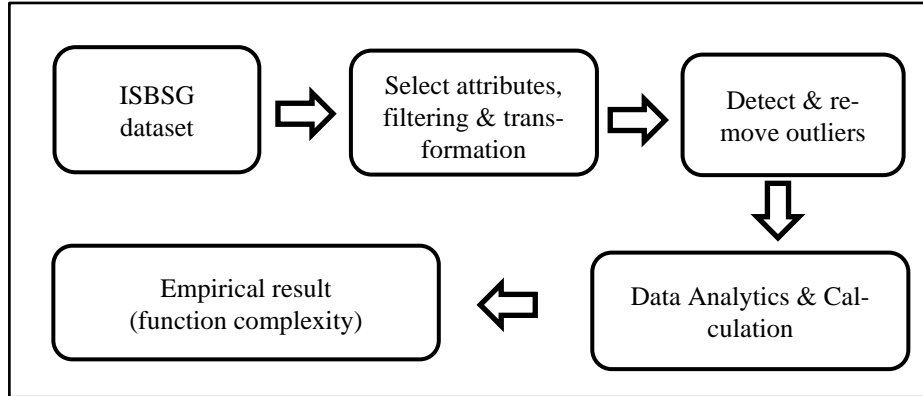 ISBSG
dataset
Select attributes,
filtering & trans-
formation
Detect & re-
move outliers
Data Analytics & Cal-
culation
Empirical result
(function complexity)